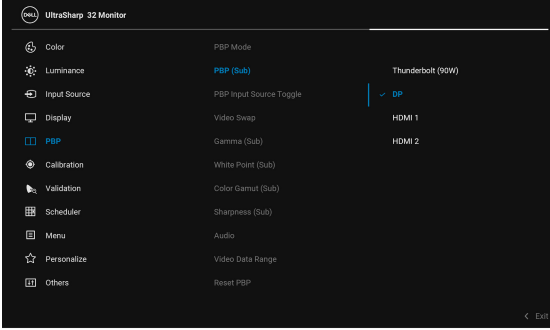 DELL UltraSharp 32 Monitor
Color
Luminance
Input Source
Display
PBP
Calibration
Validation
Scheduler
Menu
Personalize
Others
PBP Mode
PBP (Sub)
PBP Input Source Toggle
Video Swap
Gamma (Sub)
White Point (Sub)
Color Gamut (Sub)
Sharpness (Sub)
Audio
Video Data Range
Reset PBP
Thunderbolt (90W)
DP
HDMI 1
HDMI 2
Exit